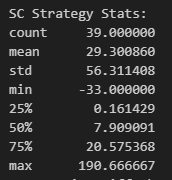 SC Strategy Stats:
count 39.000000
mean 29.300860
std 56.311408
min -33.000000
25% 0.161429
50% 7.909091
75% 20.575368
max 190.666667